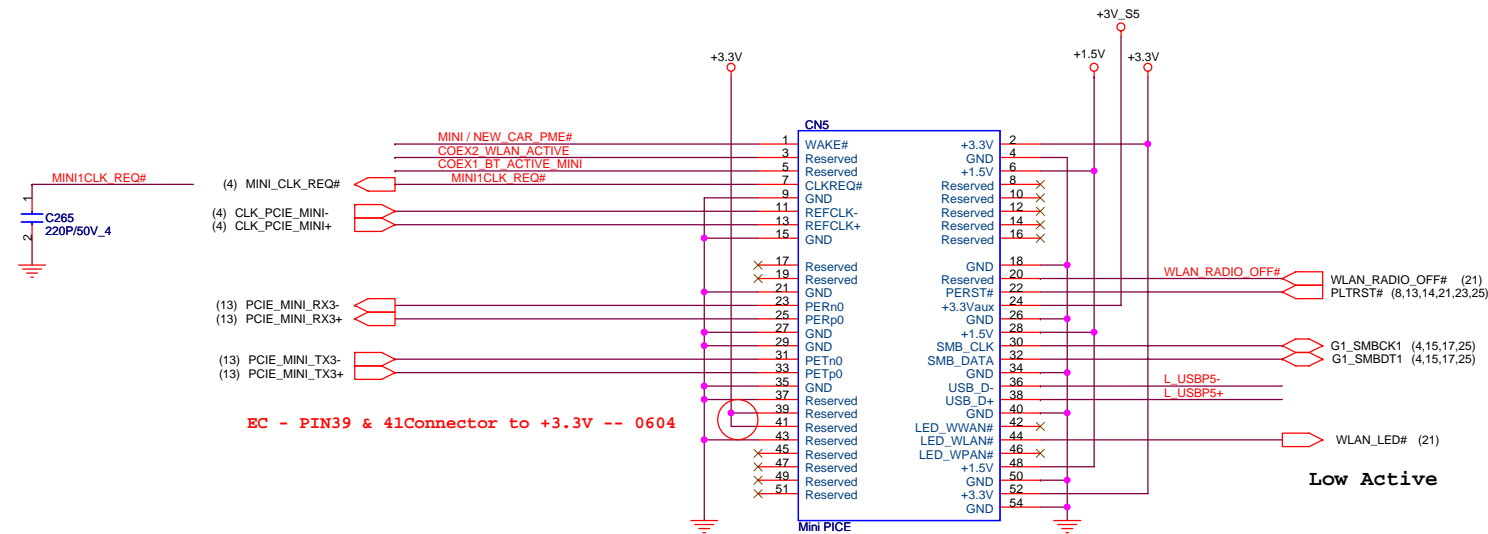 +3V_S5
+3.3V +1.5V +3.3V
CN5
MINI / NEW_CAR_PME# 1 WAKE# +3.3V 2
COEX2_WLAN_ACTIVE 3 Reserved GND 4
COEX1_BT_ACTIVE_MINI 5 Reserved +1.5V 6
MINI1CLK_REQ# (4) MINI_CLK_REQ# MINI1CLK_REQ# 7 CLKREQ# Reserved 8
1 9 GND Reserved 10
C265 (4) CLK_PCIE_MINI- 11 REFCLK- Reserved 12
220P/50V_4 (4) CLK_PCIE_MINI+ 13 REFCLK+ Reserved 14
2 15 GND Reserved 16
17 Reserved GND 18
19 Reserved Reserved 20 WLAN_RADIO_OFF# WLAN_RADIO_OFF# (21)
21 GND PERST# 22 PLTRST# (8,13,14,21,23,25)
(13) PCIE_MINI_RX3- 23 PERn0 +3.3Vaux 24
(13) PCIE_MINI_RX3+ 25 PERp0 GND 26
27 GND +1.5V 28
29 GND SMB_CLK 30 G1_SMBCK1 (4,15,17,25)
(13) PCIE_MINI_TX3- 31 PETn0 SMB_DATA 32 G1_SMBDT1 (4,15,17,25)
(13) PCIE_MINI_TX3+ 33 PETp0 GND 34
35 GND USB_D- 36 L_USBP5-
37 Reserved USB_D+ 38 L_USBP5+
39 Reserved GND 40
EC - PIN39 & 41Connector to +3.3V -- 0604 41 Reserved LED_WWAN# 42
43 Reserved LED_WLAN# 44 WLAN_LED# (21)
45 Reserved LED_WPAN# 46
47 Reserved +1.5V 48
49 Reserved GND 50 Low Active
51 Reserved +3.3V 52
GND 54
Mini PICE